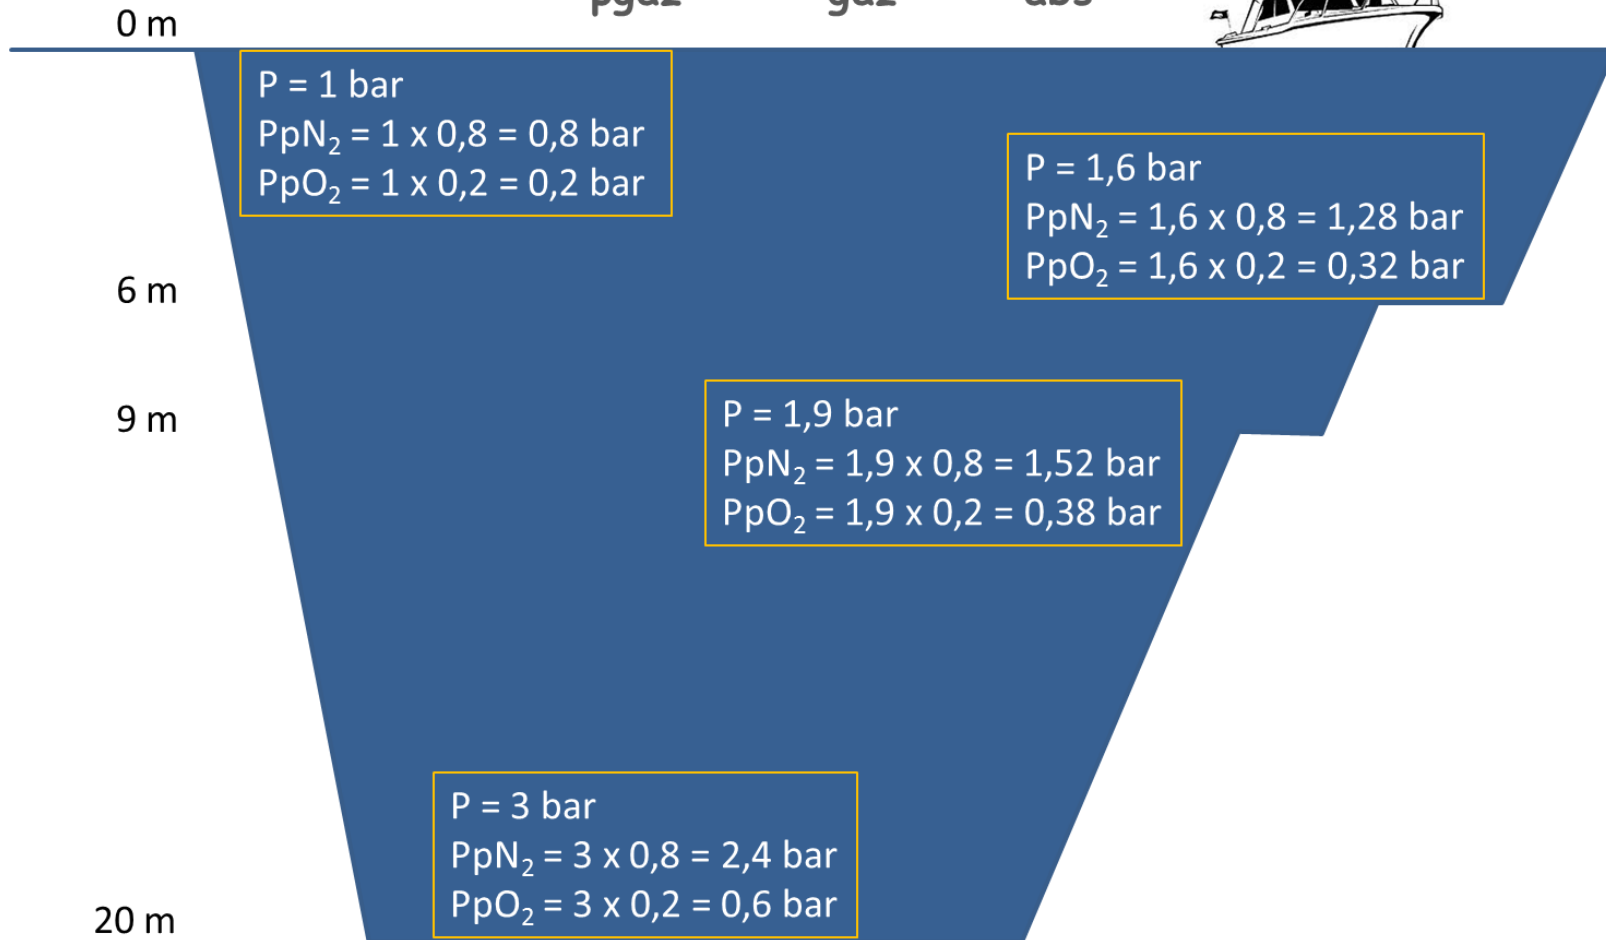 pgaz gaz abs
0 m
P = 1 bar
PpN₂ = 1 x 0,8 = 0,8 bar
PpO₂ = 1 x 0,2 = 0,2 bar
P = 1,6 bar
PpN₂ = 1,6 x 0,8 = 1,28 bar
PpO₂ = 1,6 x 0,2 = 0,32 bar
6 m
9 m
P = 1,9 bar
PpN₂ = 1,9 x 0,8 = 1,52 bar
PpO₂ = 1,9 x 0,2 = 0,38 bar
P = 3 bar
PpN₂ = 3 x 0,8 = 2,4 bar
PpO₂ = 3 x 0,2 = 0,6 bar
20 m